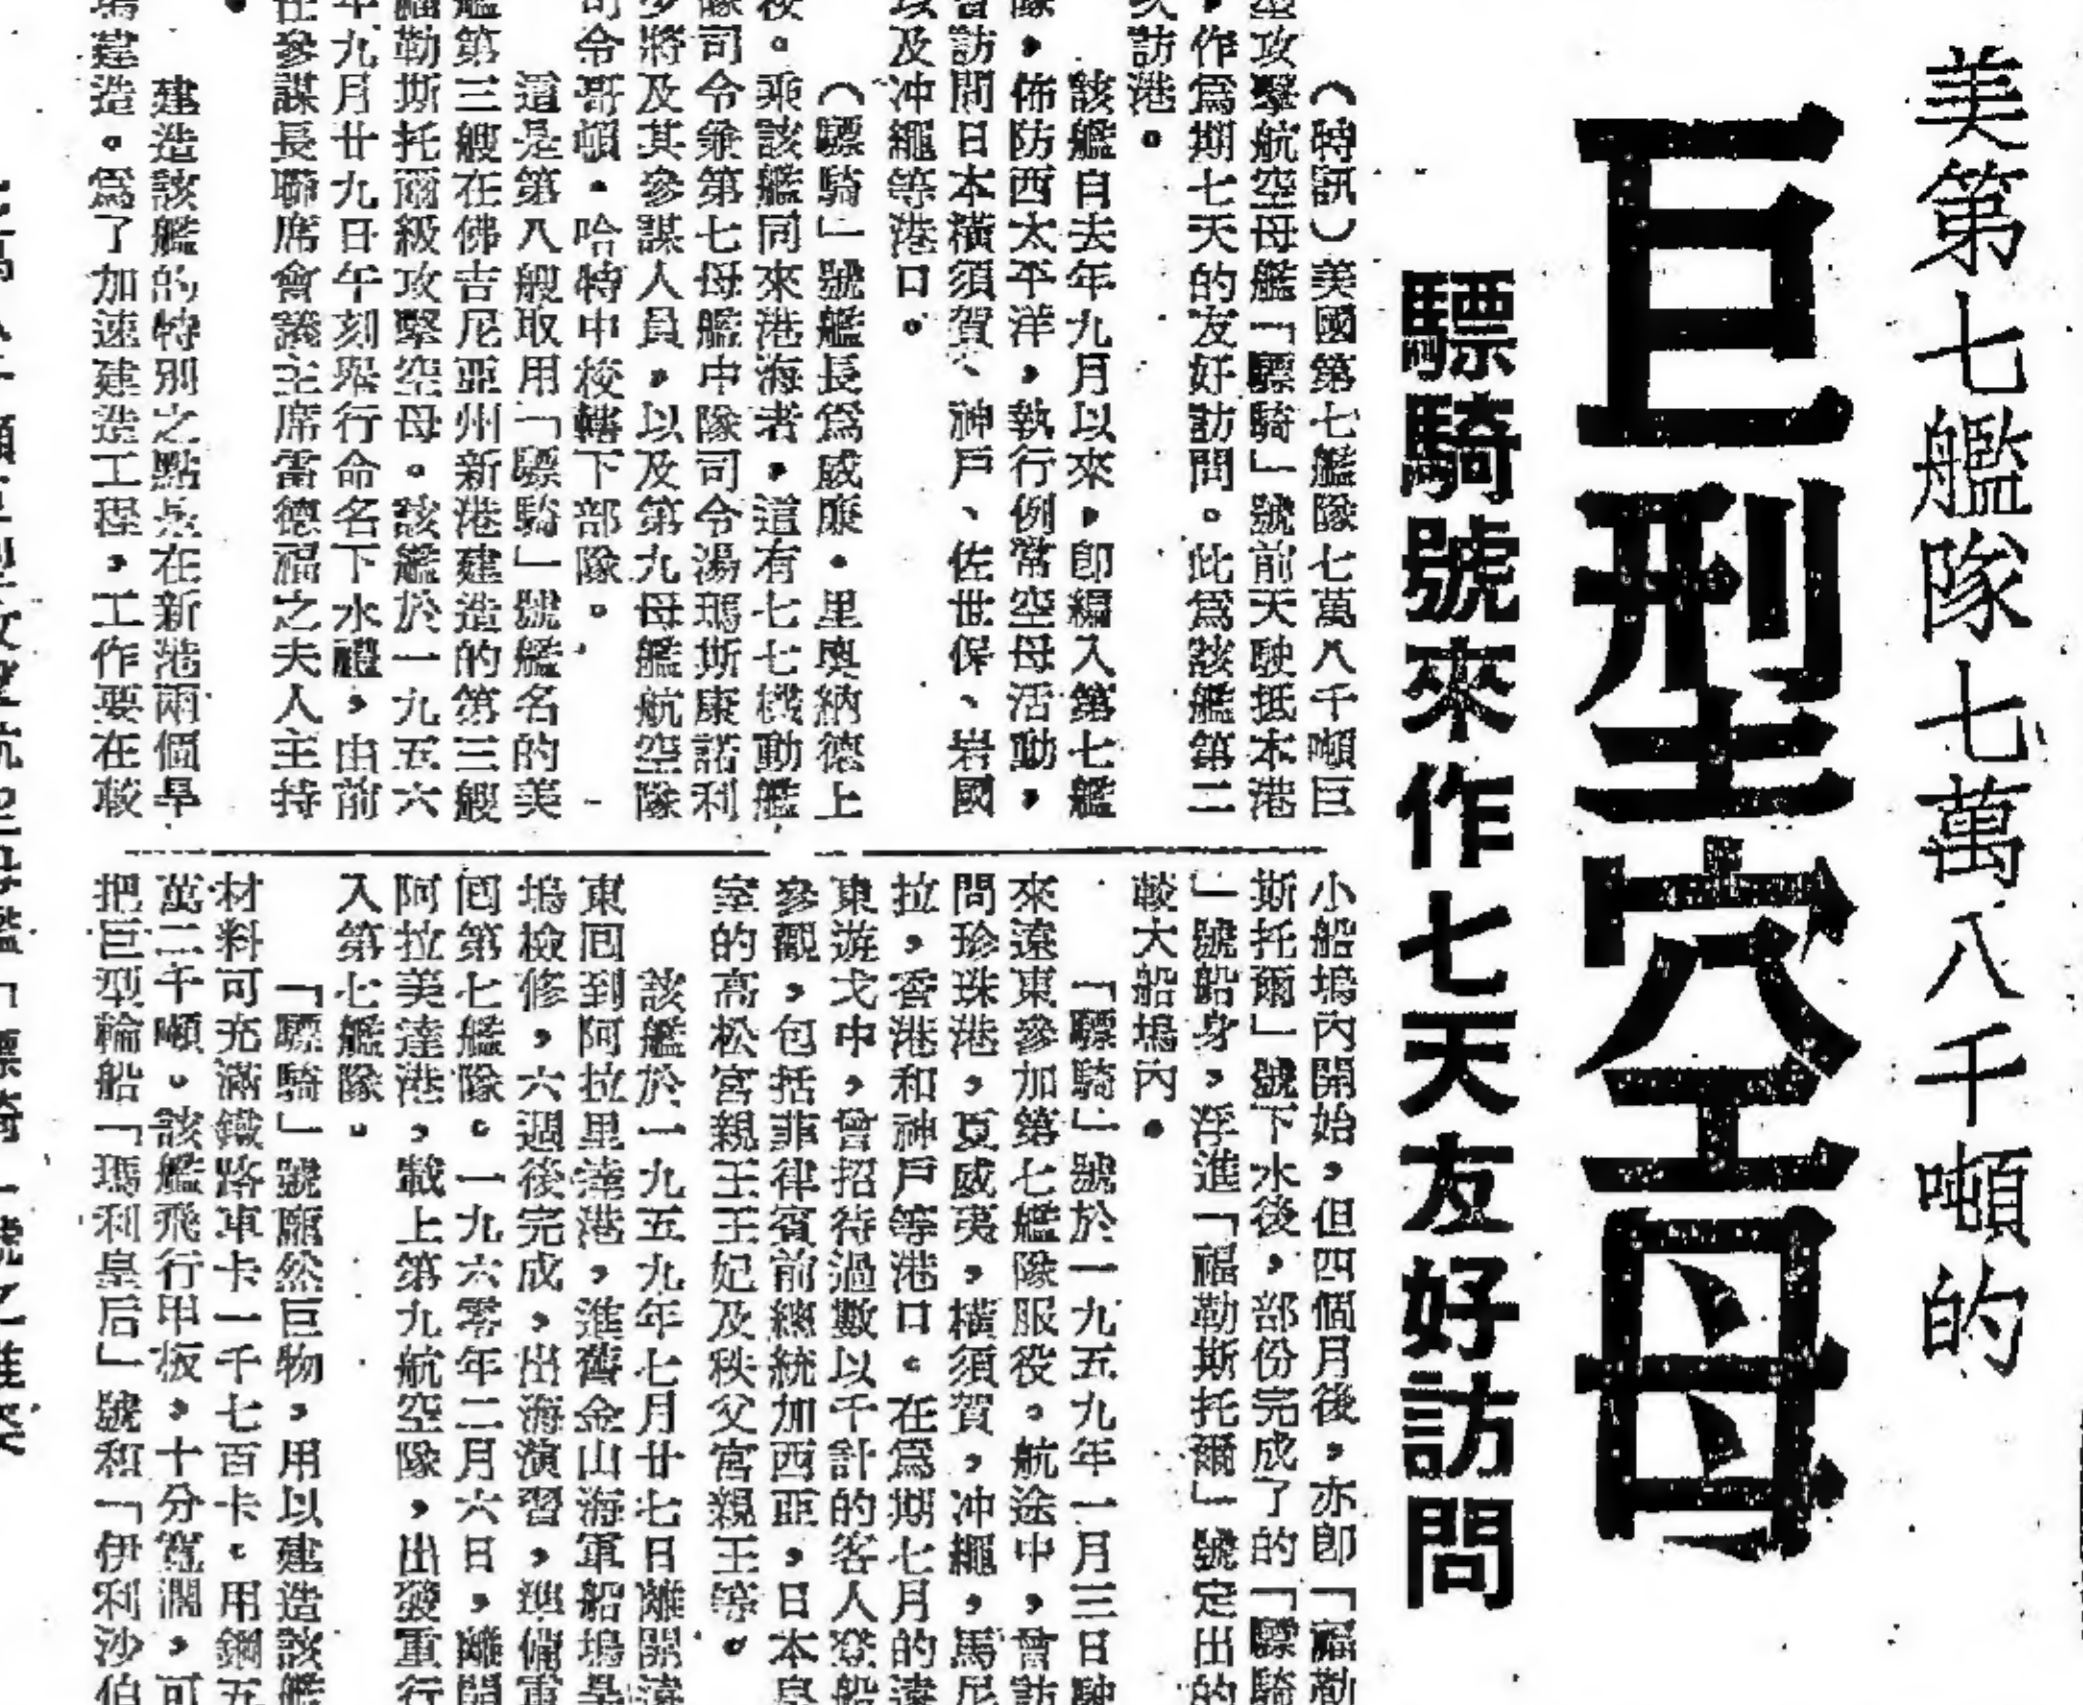 美第七艦隊七萬八千噸的
巨型空母
驃騎號來作七天友好訪問
（時訊）美國第七艦隊七萬八千噸巨
型攻擊航空母艦「驃騎」號前天駛抵本港
，作爲期七天的友好訪問。此爲該艦第二
次訪港。
該艦自去年九月以來，即編入第七艦
隊，佈防西太平洋，執行例常空母活動，
曾訪問日本橫須賀、神戶、佐世保、岩國
以及冲繩等港口。
（驃騎」號艦長爲威廉・里奧納德上
校。乘該艦同來港海者，這有七七機動艦
隊司令兼第七母艦中隊司令湯瑪斯康諾利
少將及其參謀人員，以及第九母艦航空隊
司令哥頓・哈特中校轄下部隊。
這是第八艘取用「驃騎」號艦名的美
艦第三艘在佛吉尼亞州新港建造的第三艘
福勒斯托爾級攻擊空母。該艦於一九五六
年九月廿九日午刻舉行命名下水禮，由前
任參謀長聯席會議主席雷德福之夫人主持
。
建造該艦的特別之點是在新港兩個旱
塢建造。爲了加速建造工程，工作要在較
小船塢內開始，但四個月後，亦即「福勒
斯托爾」號下水後，部份完成了的「驃騎
」號船身，浮進「福勒斯托爾」號定出的
較大船塢內。
「驃騎」號於一九五九年一月三日駛
來遠東參加第七艦隊服役。航途中，曾訪
問珍珠港，夏威夷，橫須賀，冲繩，馬尼
拉，香港和神戶等港口。在爲期七月的遠
東遊弋中，曾招待過數以千計的客人登船
參觀，包括菲律賓前總統加西亞，日本皇
室的高松宮親王王妃及秩父宮親王等。
該艦於一九五九年七月廿七日離開遠
東囘到阿拉里達港，進舊金山海軍船塢
塢檢修，六週後完成，出海演習，準備重
囘第七艦隊。一九六零年二月六日，離開
阿拉美達港，載上第九航空隊，出發重行
入第七艦隊。
「驃騎」號龐然巨物，用以建造該艦
材料可充滿鐵路車卡一千七百卡。用鋼五
萬二千噸。該艦飛行甲板，十分寬濶，可
把巨型輪船「瑪利皇后」號和「伊利沙伯